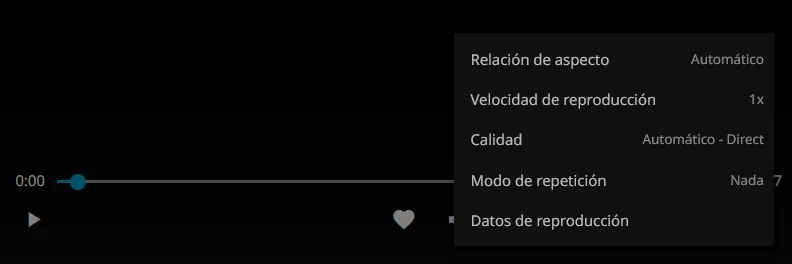 Relación de aspecto Automático
Velocidad de reproducción 1x
Calidad Automático - Direct
0:00 Modo de repetición Nada 7
Datos de reproducción